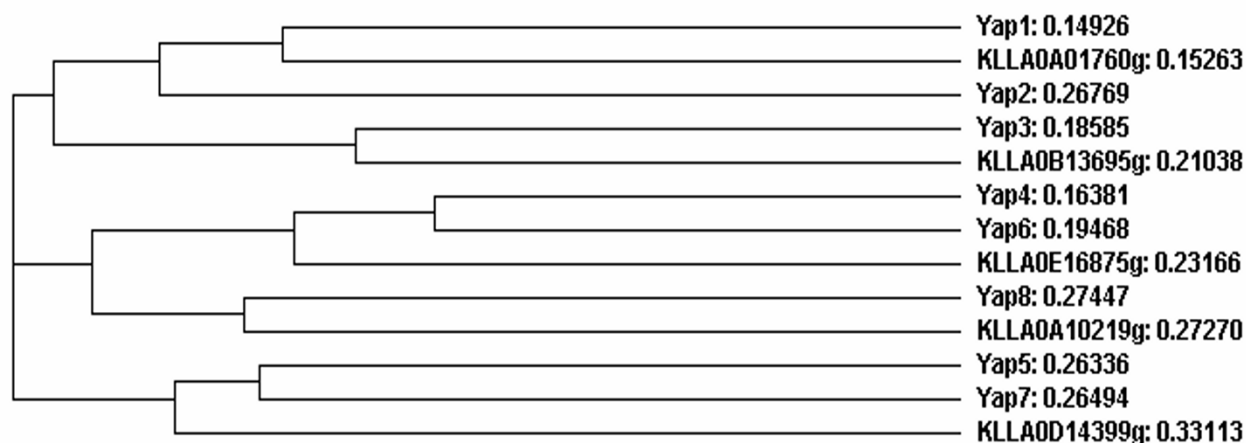 Yap1: 0.14926
KLLA0A01760g: 0.15263
Yap2: 0.26769
Yap3: 0.18585
KLLA0B13695g: 0.21038
Yap4: 0.16381
Yap6: 0.19468
KLLA0E16875g: 0.23166
Yap8: 0.27447
KLLA0A10219g: 0.27270
Yap5: 0.26336
Yap7: 0.26494
KLLA0D14399g: 0.33113